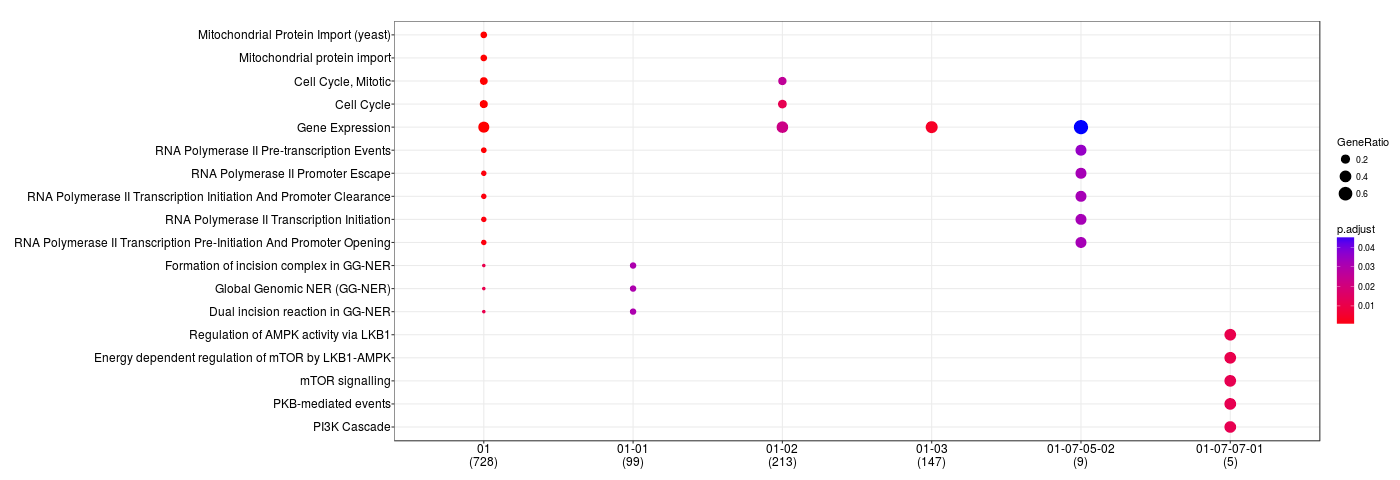 Mitochondrial Protein Import (yeast)
Mitochondrial protein import
Cell Cycle, Mitotic
Cell Cycle
Gene Expression
RNA Polymerase II Pre-transcription Events
RNA Polymerase II Promoter Escape
RNA Polymerase II Transcription Initiation And Promoter Clearance
RNA Polymerase II Transcription Initiation
RNA Polymerase II Transcription Pre-Initiation And Promoter Opening
Formation of incision complex in GG-NER
Global Genomic NER (GG-NER)
Dual incision reaction in GG-NER
Regulation of AMPK activity via LKB1
Energy dependent regulation of mTOR by LKB1-AMPK
mTOR signalling
PKB-mediated events
PI3K Cascade
01 01-01 01-02 01-03 01-07-05-02 01-07-07-01
(728) (99) (213) (147) (9) (5)
GeneRatio
0.2
0.4
0.6
p.adjust
0.04
0.03
0.02
0.01